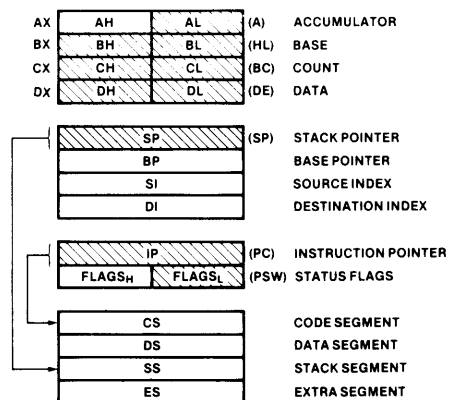 AX AH AL (A) ACCUMULATOR
BX BH BL (HL) BASE
CX CH CL (BC) COUNT
DX DH DL (DE) DATA
SP (SP) STACK POINTER
BP BASE POINTER
SI SOURCE INDEX
DI DESTINATION INDEX
IP (PC) INSTRUCTION POINTER
FLAGSH FLAGSL (PSW) STATUS FLAGS
CS CODE SEGMENT
DS DATA SEGMENT
SS STACK SEGMENT
ES EXTRA SEGMENT